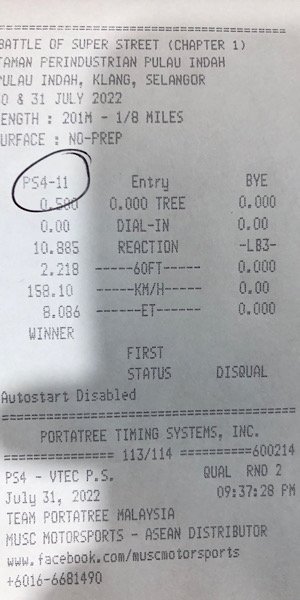 ==============================
BATTLE OF SUPER STREET (CHAPTER 1)
TAMAN PERINDUSTRIAN PULAU INDAH
PULAU INDAH, KLANG, SELANGOR
0 & 31 JULY 2022
ENGTH : 201M - 1/8 MILES
URFACE : NO-PREP
PS4-11 Entry BYE
0.500 0.000 TREE 0.000
0.00 DIAL-IN 0.00
10.885 REACTION -LB3-
2.218 -----60FT------ 0.000
158.10 -----KM/H----- 0.00
8.086 ------ET------- 0.000
WINNER
FIRST
STATUS DISQUAL
Autostart Disabled
==============================
PORTATREE TIMING SYSTEMS, INC.
=============== 113/114 ==========600214
PS4 - VTEC P.S. QUAL RND 2
July 31, 2022 09:37:28 PM
TEAM PORTATREE MALAYSIA
MUSC MOTORSPORTS - ASEAN DISTRIBUTOR
www.facebook.com/muscmotorsports
+6016-6681490